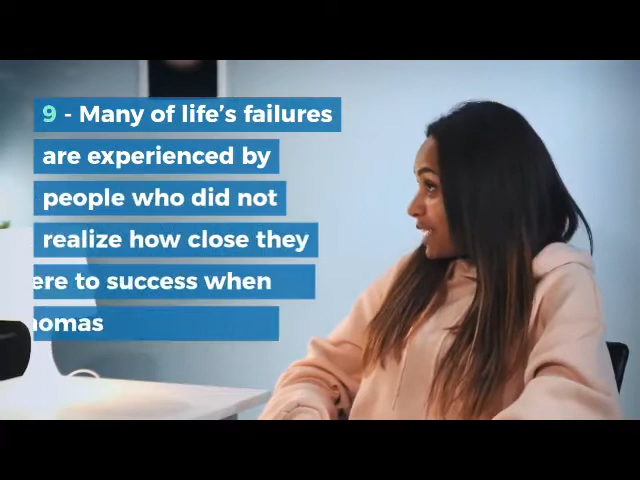 9 - Many of life's failures
are experienced by
people who did not
realize how close they
ere to success when
omas